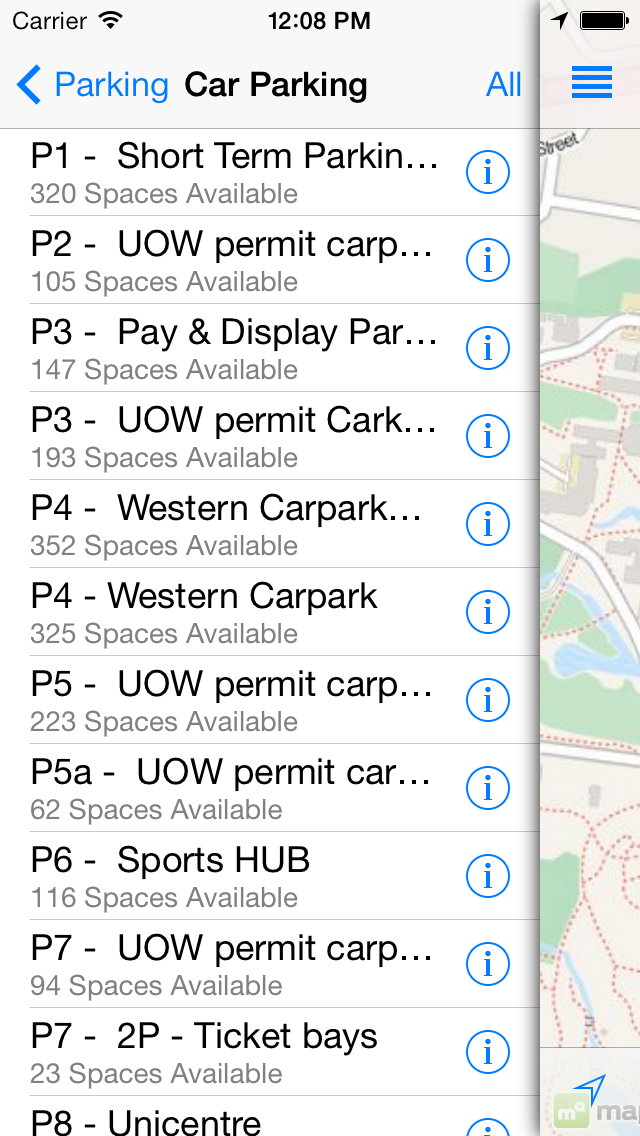 Carrier 12:08 PM
Parking Car Parking All
P1 - Short Term Parkin...
320 Spaces Available
Street
P2 - UOW permit carp...
105 Spaces Available
P3 - Pay & Display Par...
147 Spaces Available
P3 - UOW permit Cark...
193 Spaces Available
P4 - Western Carpark...
352 Spaces Available
P4 - Western Carpark
325 Spaces Available
P5 - UOW permit carp...
223 Spaces Available
P5a - UOW permit car...
62 Spaces Available
P6 - Sports HUB
116 Spaces Available
P7 - UOW permit carp...
94 Spaces Available
P7 - 2P - Ticket bays
23 Spaces Available
P8 - Unicentre